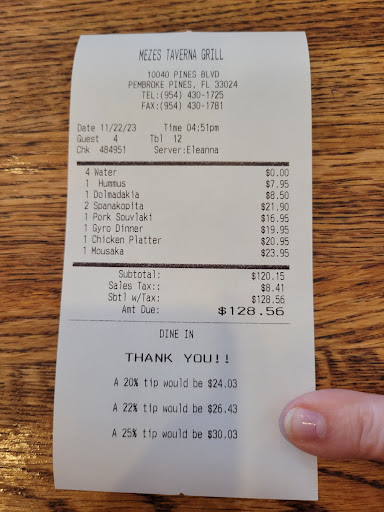 MEZES TAVERNA GRILL
10040 PINES BLVD
PEMBROKE PINES, FL 33024
TEL:(954) 430-1725
FAX:(954) 430-1781
Date 11/22/23 Time 04:51pm
Guest 4 Tbl 12
Chk 484951 Server:Eleanna
4 Water $0.00
1 Hummus $7.95
1 Dolmadakia $8.50
2 Spanakopita $21.90
1 Pork Souvlaki $16.95
1 Gyro Dinner $19.95
1 Chicken Platter $20.95
1 Mousaka $23.95
Subtotal: $120.15
Sales Tax:: $8.41
Sbtl w/Tax: $128.56
Amt Due: $128.56
DINE IN
THANK YOU!!
A 20% tip would be $24.03
A 22% tip would be $26.43
A 25% tip would be $30.03